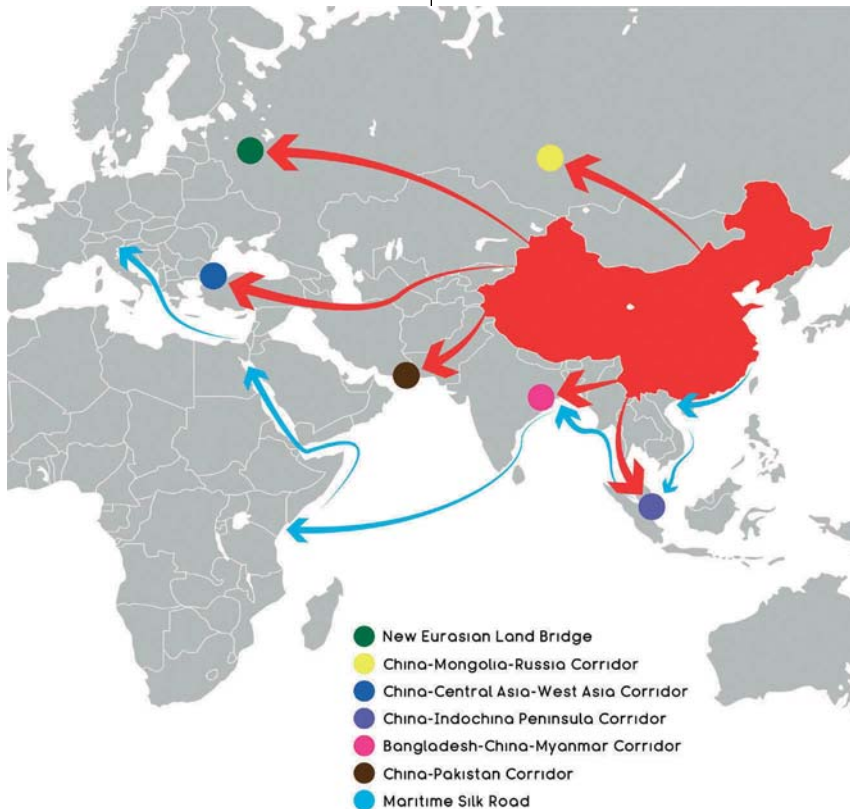 New Eurasian Land Bridge
China-Mongolia-Russia Corridor
China-Central Asia-West Asia Corridor
China-Indochina Peninsula Corridor
Bangladesh-China-Myanmar Corridor
China-Pakistan Corridor
Maritime Silk Road